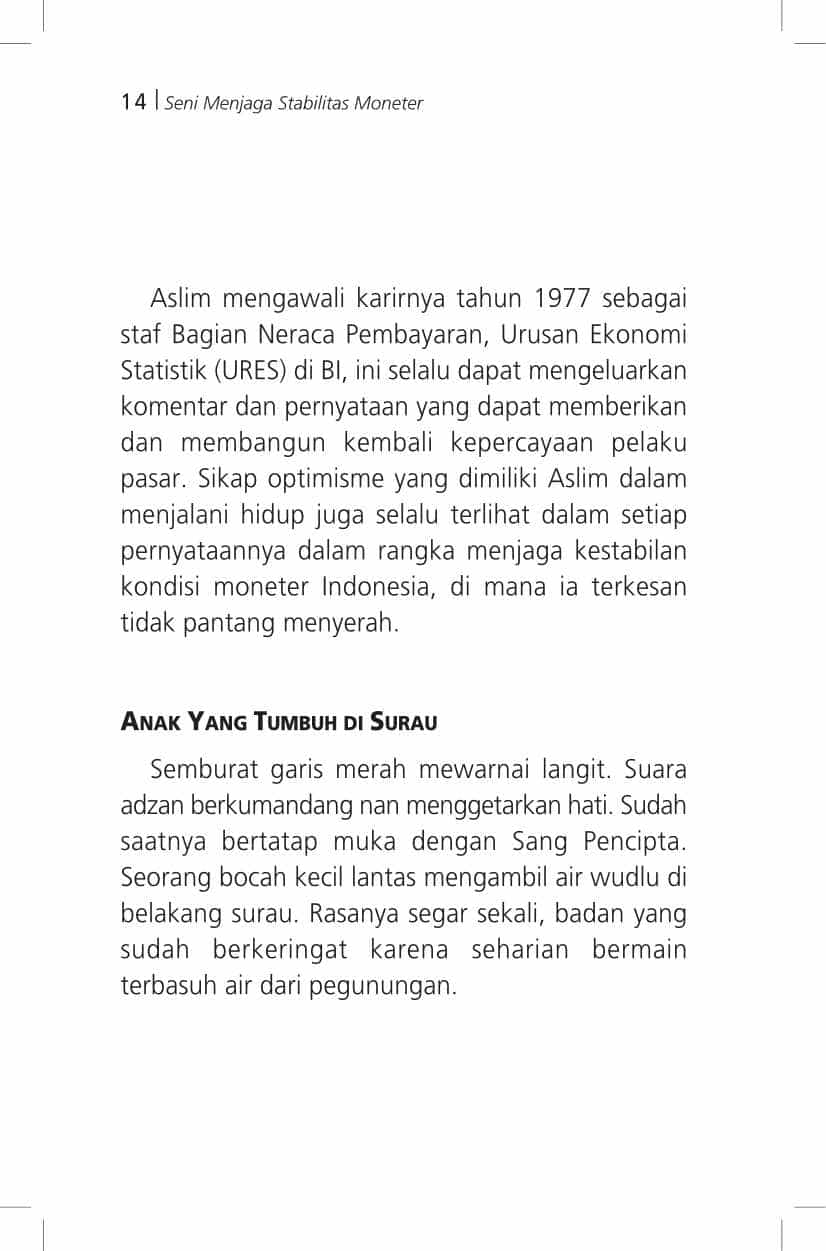 14 | Seni Menjaga Stabilitas Moneter
Aslim mengawali karirnya tahun 1977 sebagai
staf Bagian Neraca Pembayaran, Urusan Ekonomi
Statistik (URES) di BI, ini selalu dapat mengeluarkan
komentar dan pernyataan yang dapat memberikan
dan membangun kembali kepercayaan pelaku
pasar. Sikap optimisme yang dimiliki Aslim dalam
menjalani hidup juga selalu terlihat dalam setiap
pernyataannya dalam rangka menjaga kestabilan
kondisi moneter Indonesia, di mana ia terkesan
tidak pantang menyerah.
ANAK YANG TUMBUH DI SURAU
Semburat garis merah mewarnai langit. Suara
adzan berkumandang nan menggetarkan hati. Sudah
saatnya bertatap muka dengan Sang Pencipta.
Seorang bocah kecil lantas mengambil air wudlu di
belakang surau. Rasanya segar sekali, badan yang
sudah berkeringat karena seharian bermain
terbasuh air dari pegunungan.